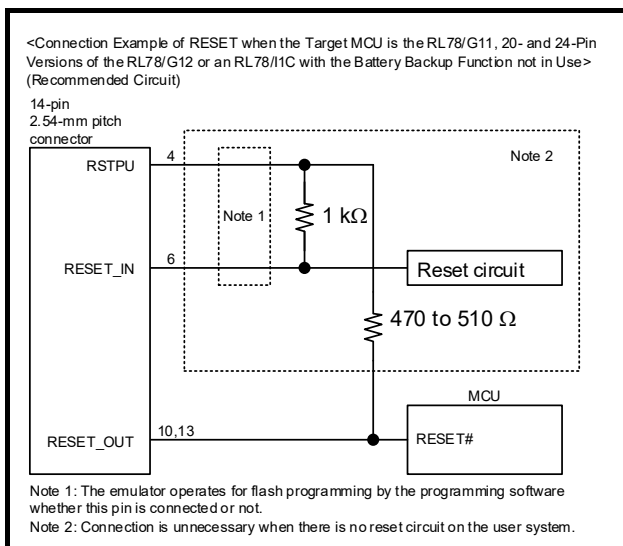 <Connection Example of RESET when the Target MCU is the RL78/G11, 20- and 24-Pin
Versions of the RL78/G12 or an RL78/I1C with the Battery Backup Function not in Use>
(Recommended Circuit)
14-pin
2.54-mm pitch
connector
RSTPU
4
Note 2
Note 1
1 kΩ
RESET_IN
6
Reset circuit
470 to 510 Ω
MCU
RESET_OUT
10,13
RESET#
Note 1: The emulator operates for flash programming by the programming software
whether this pin is connected or not.
Note 2: Connection is unnecessary when there is no reset circuit on the user system.